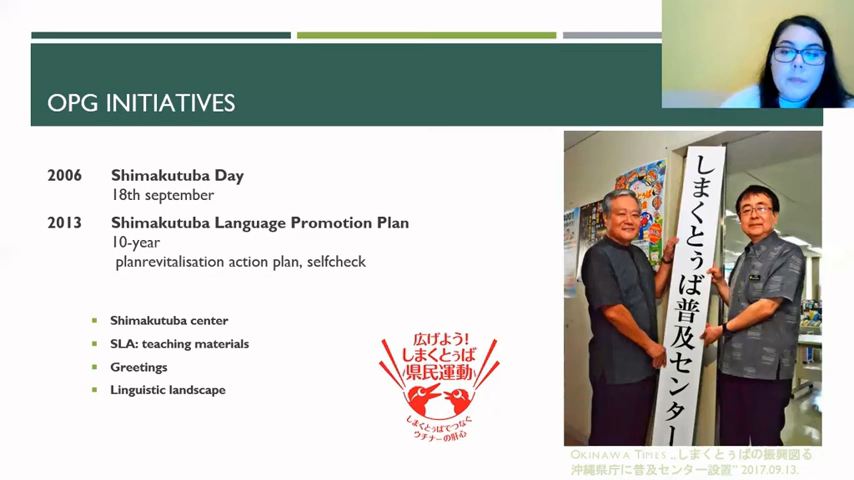 OPG INITIATIVES
2006 Shimakutuba Day
18th september
2013 Shimakutuba Language Promotion Plan
10-year
planrevitalisation action plan, selfcheck
Shimakutuba center
SLA: teaching materials
Greetings
Linguistic landscape
広げよう!
しまくとぅば
県民運動
しまくとぅばでつなぐ
ウチナーの肝心
しまくとぅば普及センター
OKINAWA TIMES „しまくとぅばの振興図る
沖縄県庁に普及センター設置” 2017.09.13.